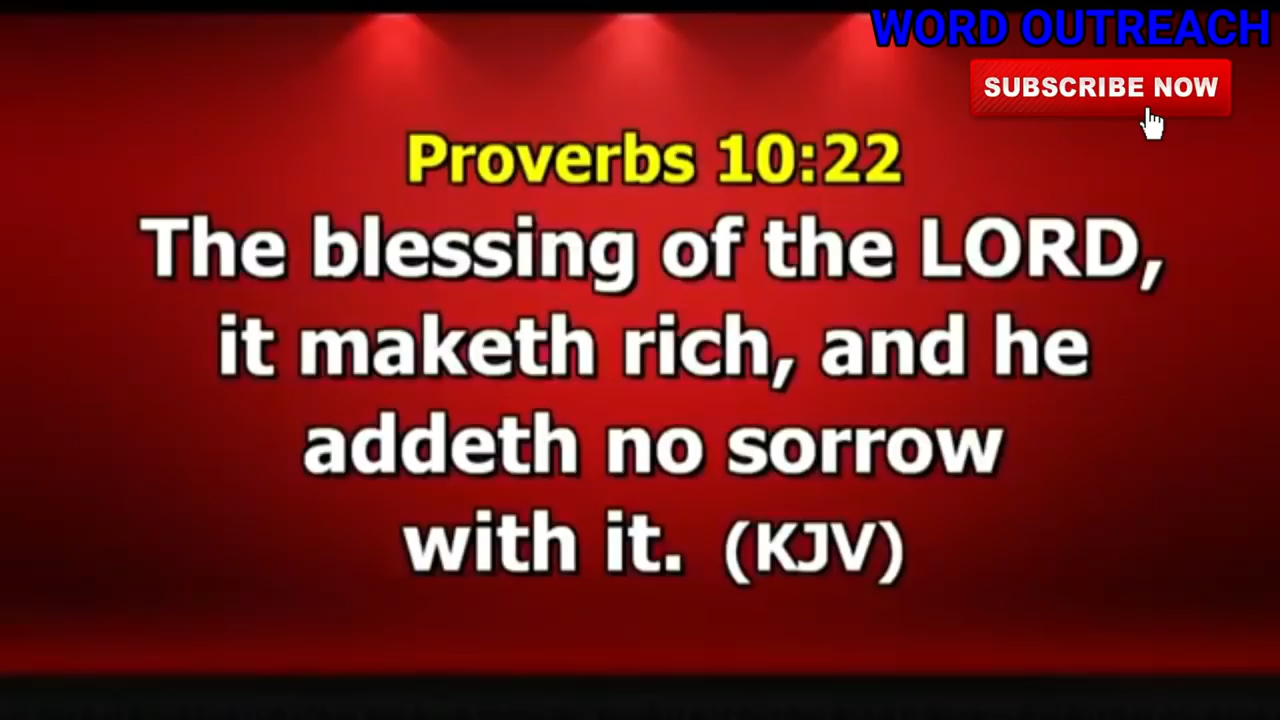 WORD OUTREACH
SUBSCRIBE NOW
Proverbs 10:22
The blessing of the LORD,
it maketh rich, and he
addeth no sorrow
with it. (KJV)